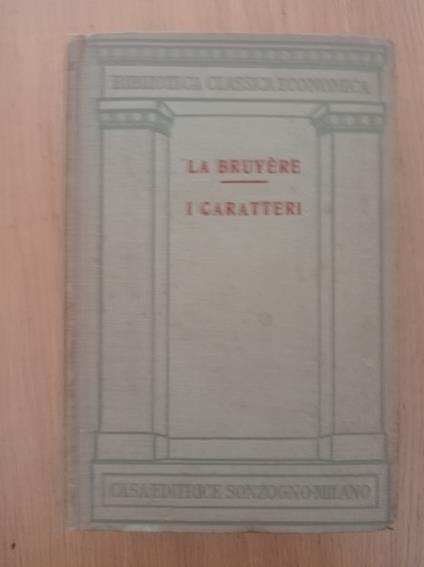 BIBLIOTECA CLASSICA ECONOMICA
LA BRUYÈRE
I CARATTERI
CASA EDITRICE SONZOGNO-MILANO